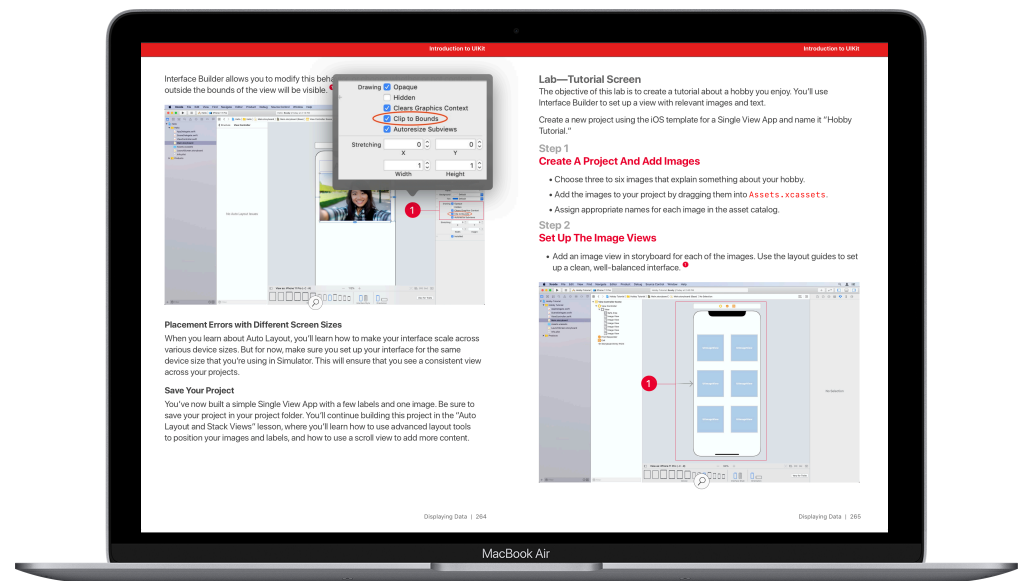 Introduction to UIKit
Introduction to UIKit
Interface Builder allows you to modify this beha
outside the bounds of the view will be visible.
Drawing Opaque
Hidden
Clears Graphics Context
Clip to Bounds
Autoresize Subviews
Stretching 0 0
X Y
1 1
Width Height
1
Placement Errors with Different Screen Sizes
When you learn about Auto Layout, you'll learn how to make your interface scale across
various device sizes. But for now, make sure you set up your interface for the same
device size that you're using in Simulator. This will ensure that you see a consistent view
across your projects.
Save Your Project
You've now built a simple Single View App with a few labels and one image. Be sure to
save your project in your project folder. You'll continue building this project in the "Auto
Layout and Stack Views" lesson, where you'll learn how to use advanced layout tools
to position your images and labels, and how to use a scroll view to add more content.
Displaying Data | 264
Lab—Tutorial Screen
The objective of this lab is to create a tutorial about a hobby you enjoy. You'll use
Interface Builder to set up a view with relevant images and text.
Create a new project using the iOS template for a Single View App and name it "Hobby
Tutorial."
Step 1
Create A Project And Add Images
• Choose three to six images that explain something about your hobby.
• Add the images to your project by dragging them into Assets.xcassets.
• Assign appropriate names for each image in the asset catalog.
Step 2
Set Up The Image Views
• Add an image view in storyboard for each of the images. Use the layout guides to set
up a clean, well-balanced interface. 1
1
Displaying Data | 265
MacBook Air